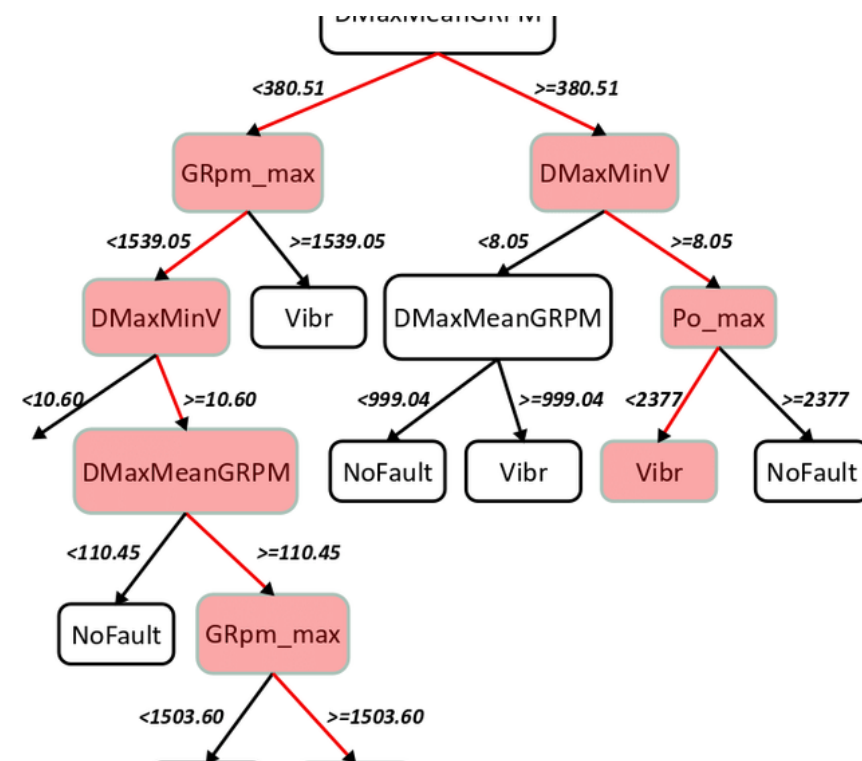 DMaxMeanGRPM
<380.51
>=380.51
GRpm_max
DMaxMinV
<1539.05
>=1539.05
<8.05
>=8.05
DMaxMinV
Vibr
DMaxMeanGRPM
Po_max
<10.60
>=10.60
<999.04
>=999.04
<2377
>=2377
DMaxMeanGRPM
NoFault
Vibr
Vibr
NoFault
<110.45
>=110.45
NoFault
GRpm_max
<1503.60
>=1503.60